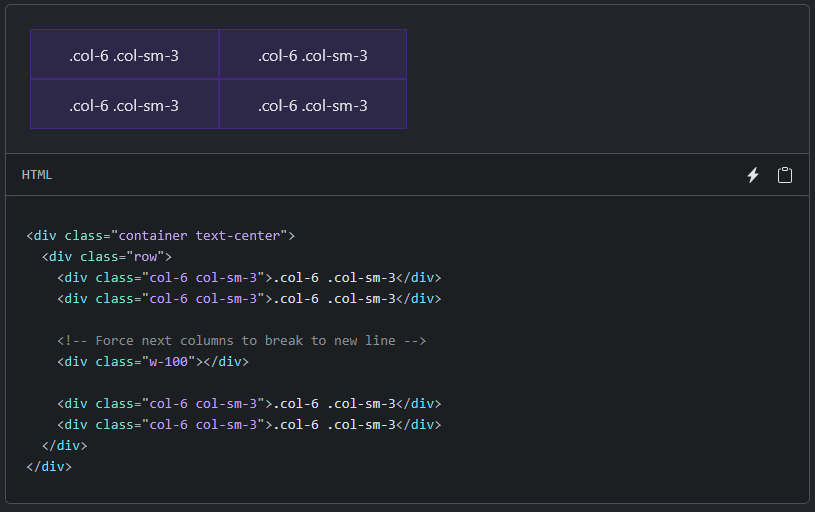 .col-6 .col-sm-3 .col-6 .col-sm-3
.col-6 .col-sm-3 .col-6 .col-sm-3
HTML
<div class="container text-center">
  <div class="row">
    <div class="col-6 col-sm-3">.col-6 .col-sm-3</div>
    <div class="col-6 col-sm-3">.col-6 .col-sm-3</div>
    <!-- Force next columns to break to new line -->
    <div class="w-100"></div>
    <div class="col-6 col-sm-3">.col-6 .col-sm-3</div>
    <div class="col-6 col-sm-3">.col-6 .col-sm-3</div>
  </div>
</div>